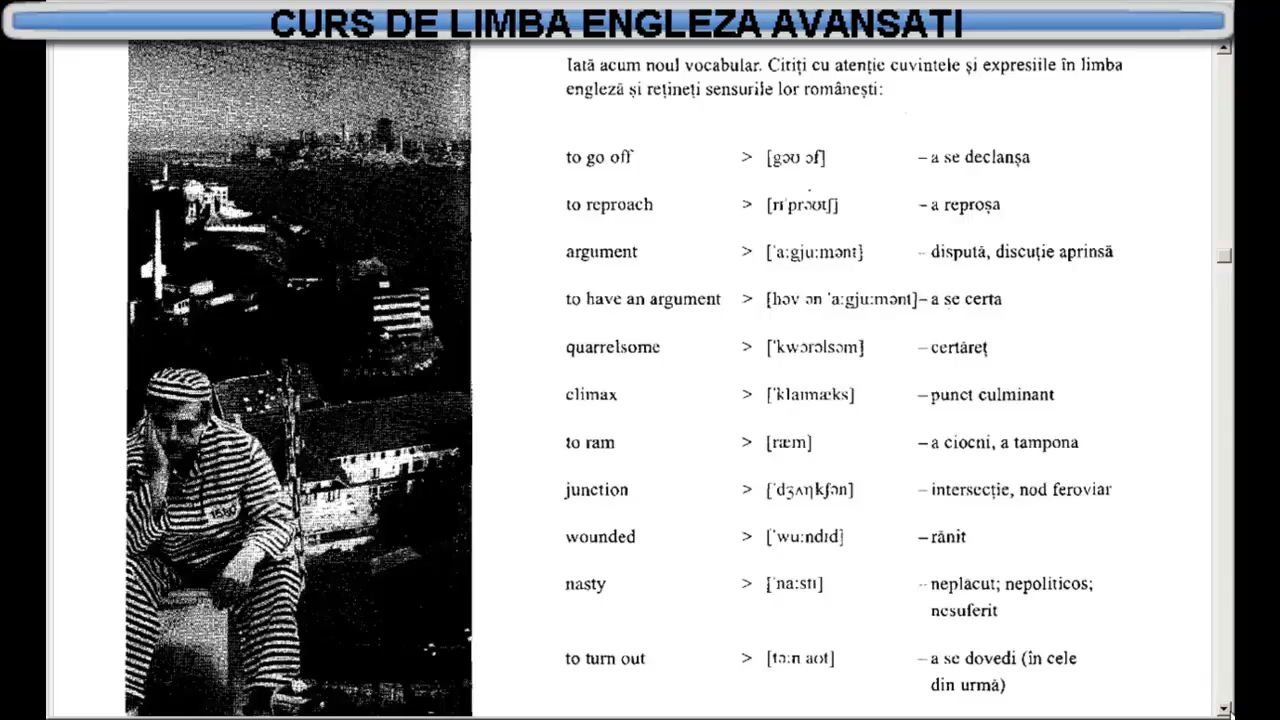 CURS DE LIMBA ENGLEZA AVANSATI
Iată acum noul vocabular. Citiți cu atenție cuvintele și expresiile în limba
engleză și rețineți sensurile lor românești:
to go off > [gəʊ ɔf] – a se declanșa
to reproach > [rɪˈprəʊtʃ] – a reproșa
argument > [ˈa:gju:mənt] – dispută, discuție aprinsă
to have an argument > [həv ən ˈa:gju:mənt] – a se certa
quarrelsome > [ˈkwɔrəlsəm] – certăreț
climax > [ˈklaɪmæks] – punct culminant
to ram > [ræm] – a ciocni, a tampona
junction > [ˈdʒʌŋkʃən] – intersecție, nod feroviar
wounded > [ˈwu:ndɪd] – rănit
nasty > [ˈna:stɪ] – neplăcut; nepoliticos;
nesuferit
to turn out > [tə:n aʊt] – a se dovedi (în cele
din urmă)